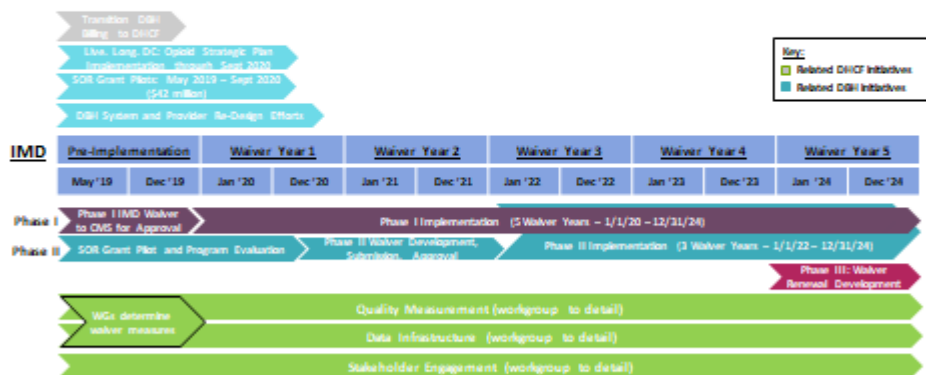 Transition DBH
Billing to DHCF
Live. Long. DC: Opioid Strategic Plan
Implementation through Sept 2020
SOR Grant Pilots: May 2019 – Sept 2020
($42 million)
DBH System and Provider Re-Design Efforts
Key:
Related DHCF Initiatives
Related DBH Initiatives
IMD
Pre-Implementation
Waiver Year 1
Waiver Year 2
Waiver Year 3
Waiver Year 4
Waiver Year 5
May '19
Dec '19
Jan '20
Dec '20
Jan '21
Dec '21
Jan '22
Dec '22
Jan '23
Dec '23
Jan '24
Dec '24
Phase I
Phase I IMD Waiver
to CMS for Approval
Phase I Implementation (5 Waiver Years – 1/1/20 – 12/31/24)
Phase II
SOR Grant Pilot and Program Evaluation
Phase II Waiver Development,
Submission, Approval
Phase II Implementation (3 Waiver Years – 1/1/22 – 12/31/24)
Phase III: Waiver
Renewal Development
WGs determine
waiver measures
Quality Measurement (workgroup to detail)
Data Infrastructure (workgroup to detail)
Stakeholder Engagement (workgroup to detail)